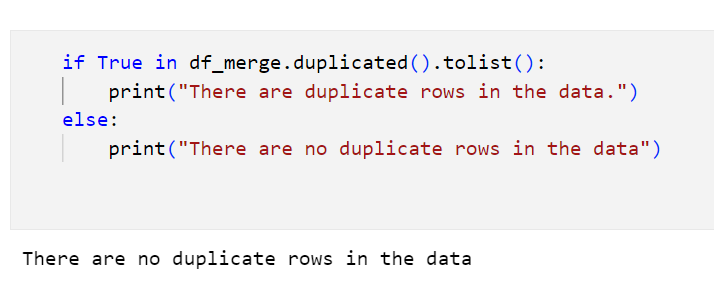 if True in df_merge.duplicated().tolist():
    print("There are duplicate rows in the data.")
else:
    print("There are no duplicate rows in the data")
There are no duplicate rows in the data